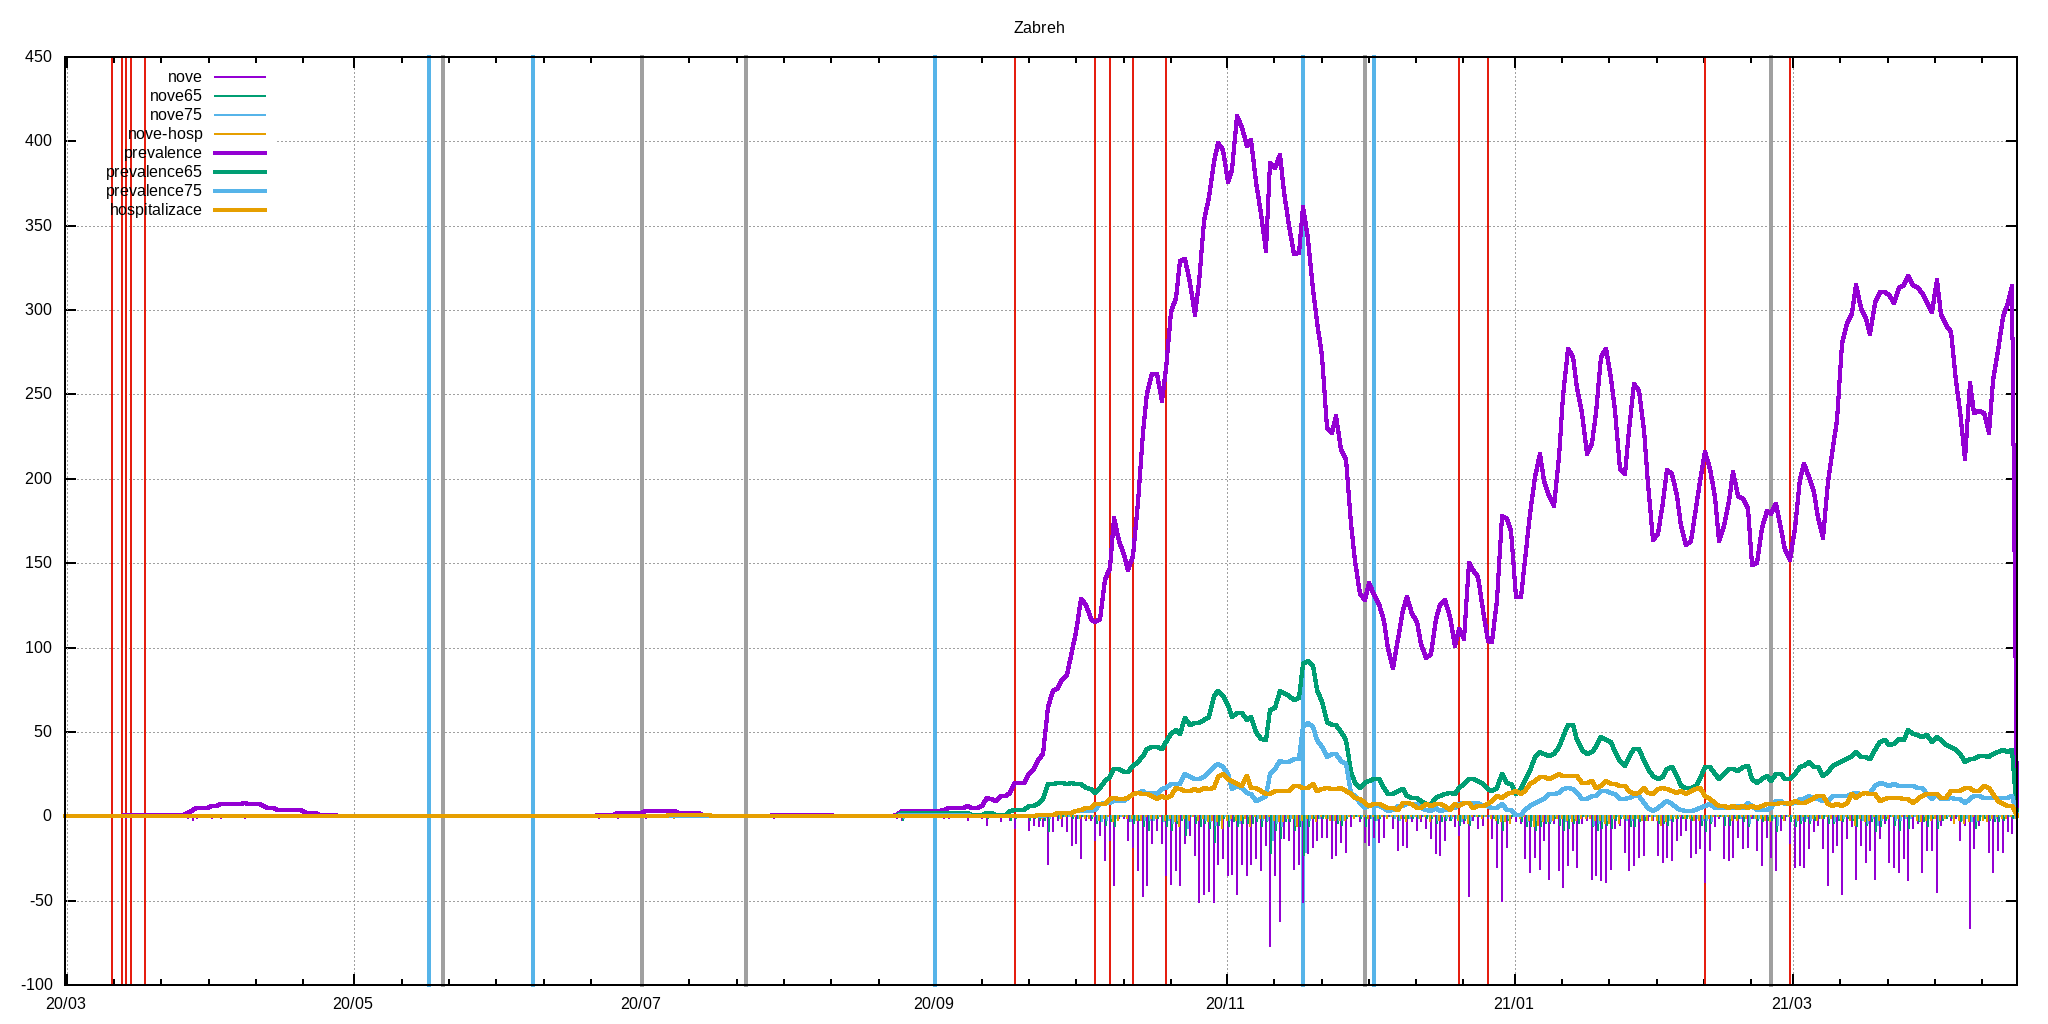 Zabreh
450
400
350
300
250
200
150
100
50
0
-50
-100
nove
nove65
nove75
nove-hosp
prevalence
prevalence65
prevalence75
hospitalizace
20/03 20/05 20/07 20/09 20/11 21/01 21/03